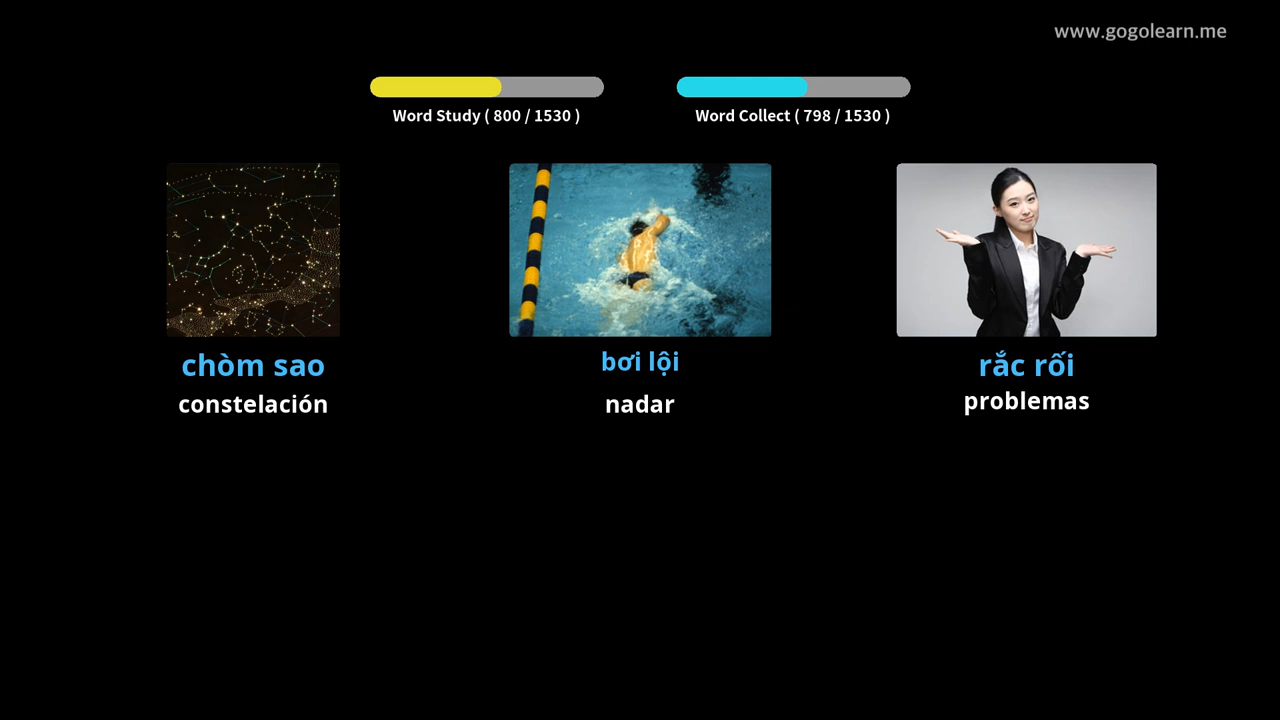 www.gogolearn.me
Word Study ( 800 / 1530 )
Word Collect ( 798 / 1530 )
chòm sao
constelación
bơi lội
nadar
rắc rối
problemas